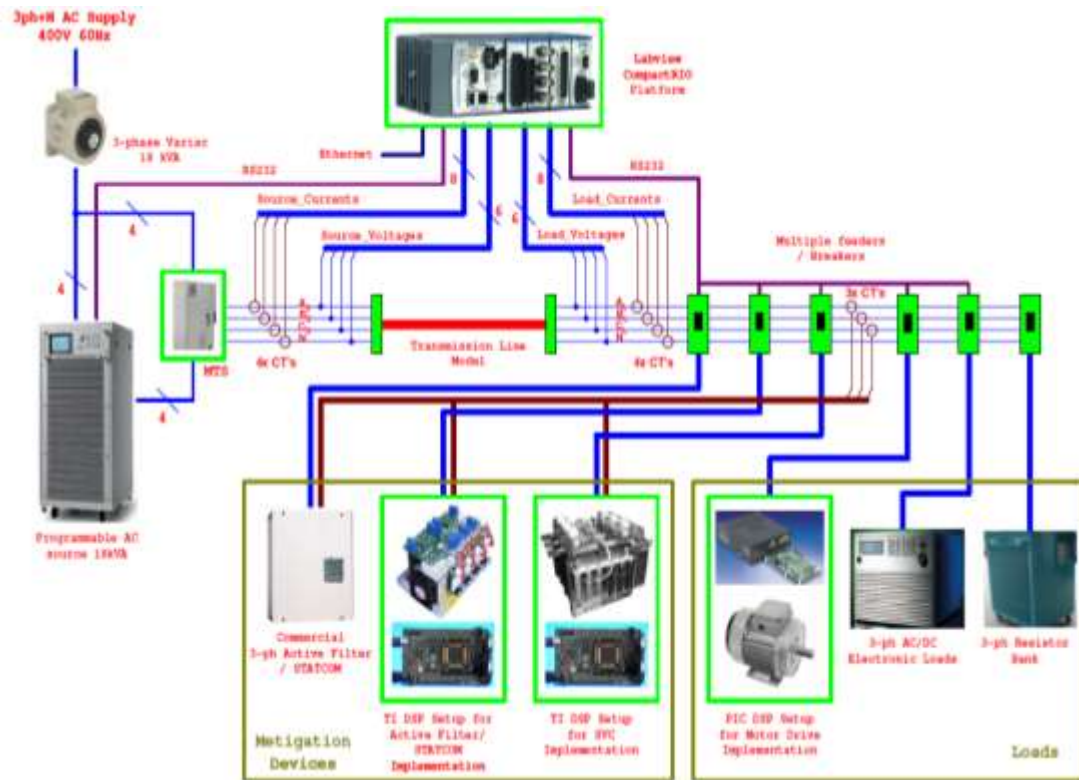 3ph+N AC Supply
400V 60Hz
Labview
CompactRIO
Platform
3-phase Variac
18 kVA
Ethernet
RS232
RS232
8
8
Source_Currents
Load_Currents
4
6
6
Source_Voltages
Load_Voltages
Multiple feeders
/ Breakers
4
3x CT's
A
N
A
N
MTS
6x CT's
Transmission Line
Model
4x CT's
4
Programmable AC
source 18kVA
Commercial
3-ph Active Filter
/ STATCOM
3-ph AC/DC
Electronic Loads
3-ph Resistor
Bank
TI DSP Setup for
Active Filter/
STATCOM
Implementation
TI DSP Setup
for SVC
Implementation
PIC DSP Setup
for Motor Drive
Implementation
Metigation
Devices
Loads